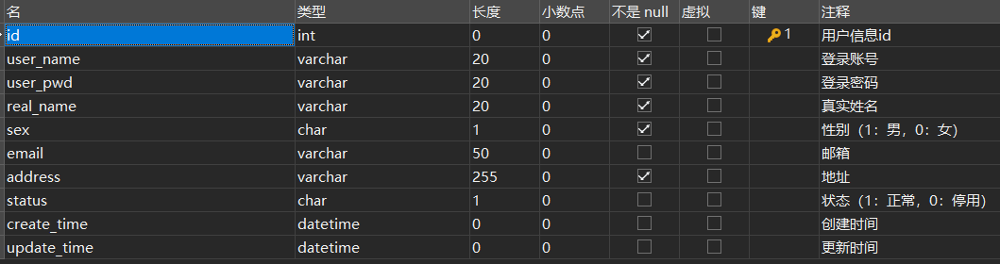 名 类型 长度 小数点 不是 null 虚拟 键 注释
id int 0 0 1 用户信息id
user_name varchar 20 0 登录账号
user_pwd varchar 20 0 登录密码
real_name varchar 20 0 真实姓名
sex char 1 0 性别（1：男，0：女）
email varchar 50 0 邮箱
address varchar 255 0 地址
status char 1 0 状态（1：正常，0：停用）
create_time datetime 0 0 创建时间
update_time datetime 0 0 更新时间